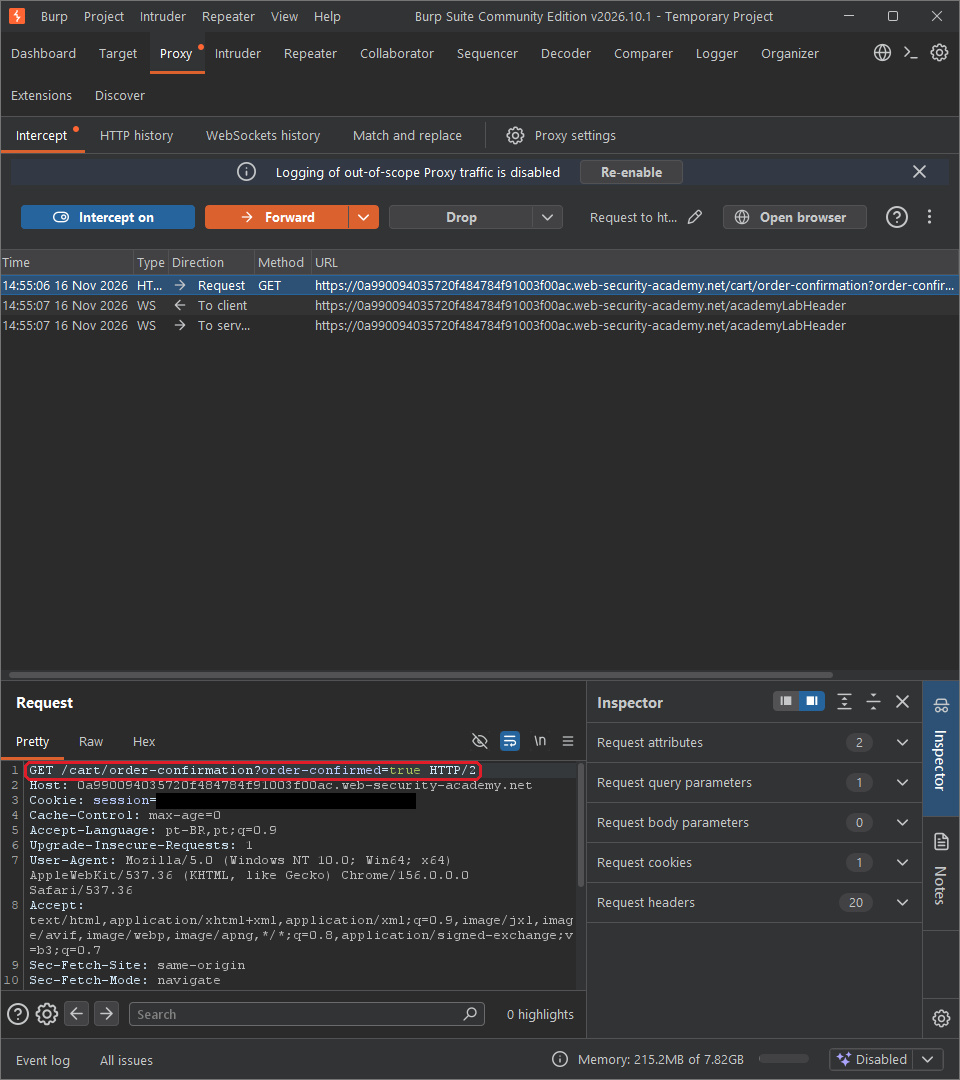 Burp Project Intruder Repeater View Help Burp Suite Community Edition v2026.10.1 - Temporary Project
Dashboard Target Proxy Intruder Repeater Collaborator Sequencer Decoder Comparer Logger Organizer
Extensions Discover
Intercept HTTP history WebSockets history Match and replace Proxy settings
Logging of out-of-scope Proxy traffic is disabled Re-enable
Intercept on Forward Drop Request to ht... Open browser
Time Type Direction Method URL
14:55:06 16 Nov 2026 HT... → Request GET https://0a990094035720f484784f91003f00ac.web-security-academy.net/cart/order-confirmation?order-confir...
14:55:07 16 Nov 2026 WS ← To client https://0a990094035720f484784f91003f00ac.web-security-academy.net/academyLabHeader
14:55:07 16 Nov 2026 WS → To serv... https://0a990094035720f484784f91003f00ac.web-security-academy.net/academyLabHeader
Request
Pretty Raw Hex \n
1 GET /cart/order-confirmation?order-confirmed=true HTTP/2
2 Host: 0a990094035720f484784f91003f00ac.web-security-academy.net
3 Cookie: session=
4 Cache-Control: max-age=0
5 Accept-Language: pt-BR,pt;q=0.9
6 Upgrade-Insecure-Requests: 1
7 User-Agent: Mozilla/5.0 (Windows NT 10.0; Win64; x64)
AppleWebKit/537.36 (KHTML, like Gecko) Chrome/156.0.0.0
Safari/537.36
8 Accept:
text/html,application/xhtml+xml,application/xml;q=0.9,image/jxl,imag
e/avif,image/webp,image/apng,*/*;q=0.8,application/signed-exchange;v
=b3;q=0.7
9 Sec-Fetch-Site: same-origin
10 Sec-Fetch-Mode: navigate
Search 0 highlights
Inspector
Request attributes 2
Request query parameters 1
Request body parameters 0
Request cookies 1
Request headers 20
Inspector
Notes
Event log All issues Memory: 215.2MB of 7.82GB Disabled